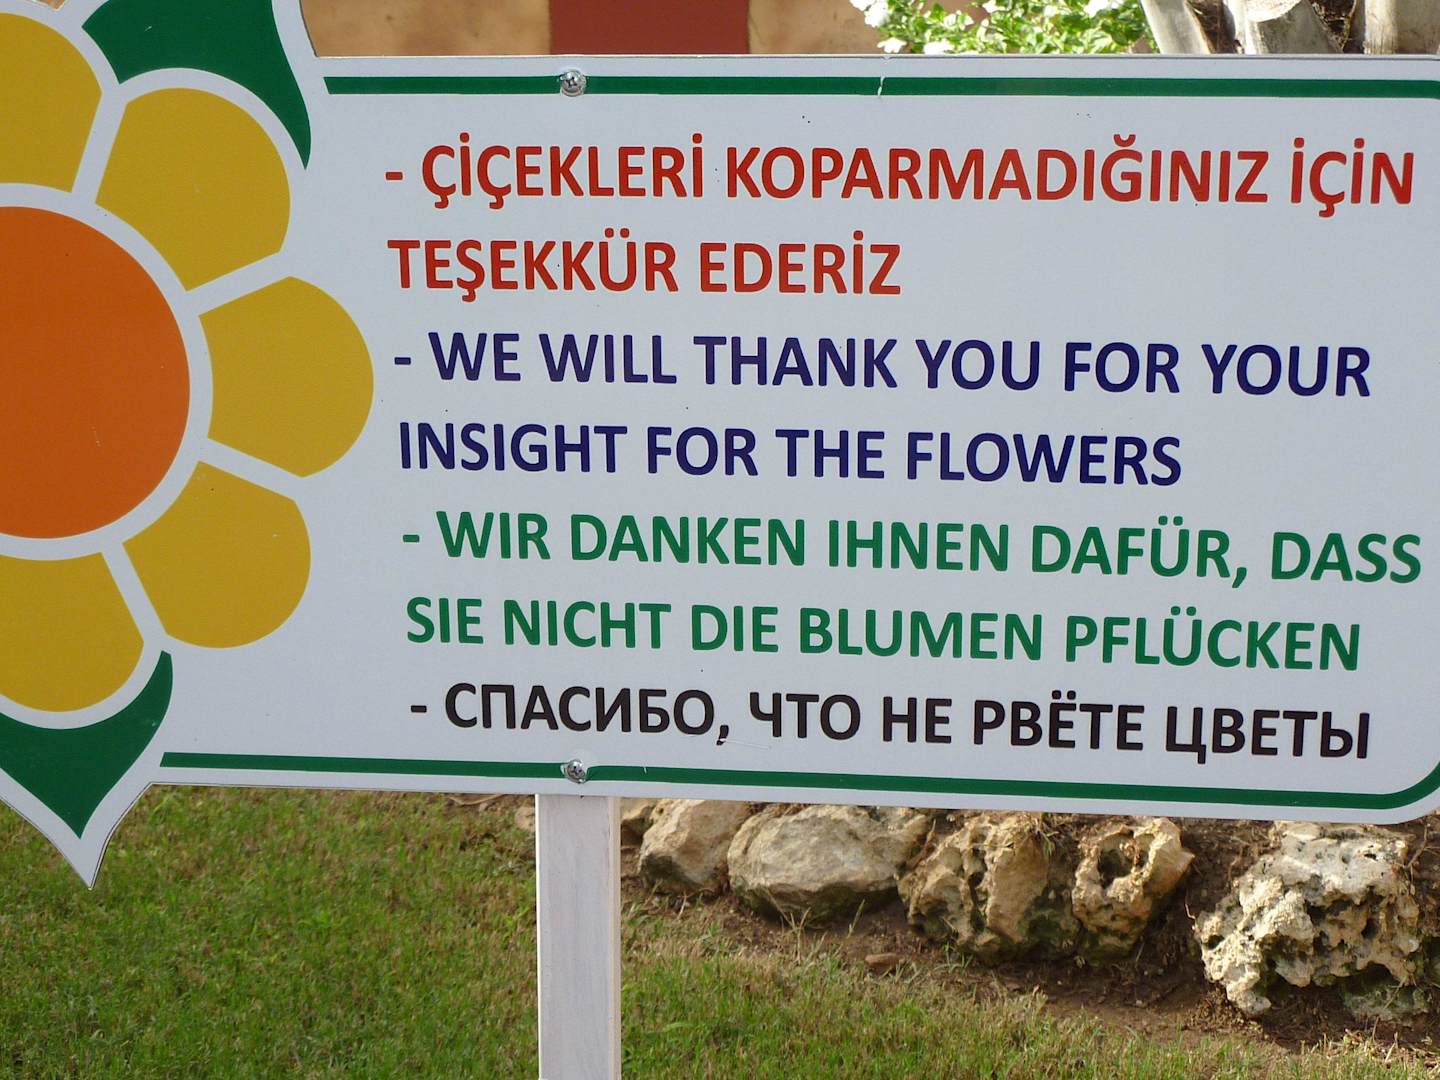 - ÇİÇEKLERİ KOPARMADIĞINIZ İÇİN
TEŞEKKÜR EDERİZ
- WE WILL THANK YOU FOR YOUR
INSIGHT FOR THE FLOWERS
- WIR DANKEN IHNEN DAFÜR, DASS
SIE NICHT DIE BLUMEN PFLÜCKEN
- СПАСИБО, ЧТО НЕ РВЁТЕ ЦВЕТЫ